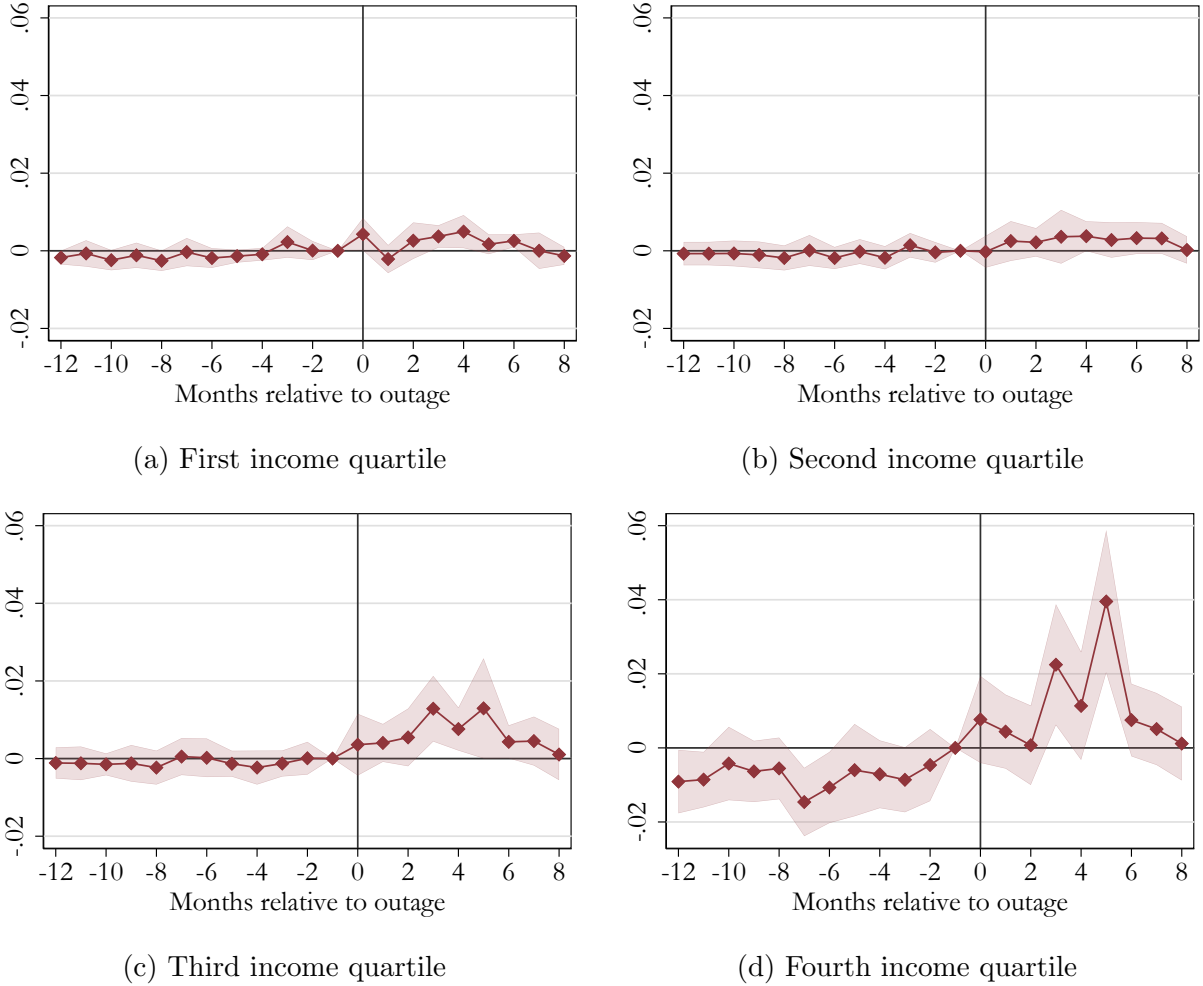 .06
.04
.02
0
-.02
-12 -10 -8 -6 -4 -2 0 2 4 6 8
Months relative to outage
(a) First income quartile
.06
.04
.02
0
-.02
-12 -10 -8 -6 -4 -2 0 2 4 6 8
Months relative to outage
(b) Second income quartile
.06
.04
.02
0
-.02
-12 -10 -8 -6 -4 -2 0 2 4 6 8
Months relative to outage
(c) Third income quartile
.06
.04
.02
0
-.02
-12 -10 -8 -6 -4 -2 0 2 4 6 8
Months relative to outage
(d) Fourth income quartile